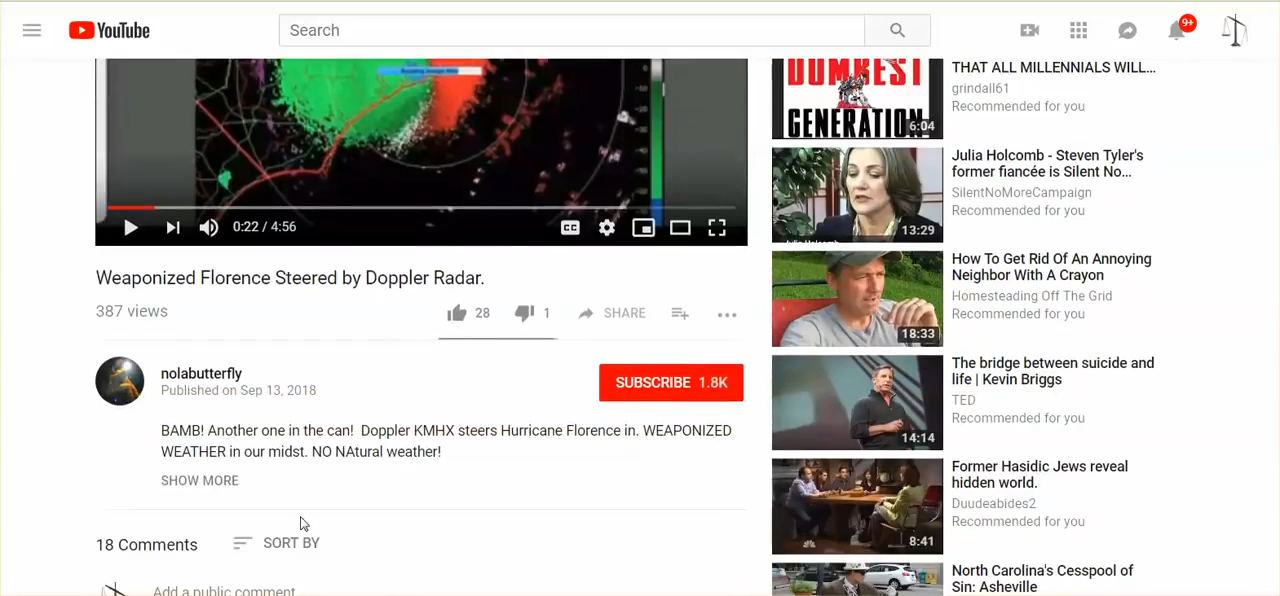 YouTube
Search
9+
0:22 / 4:56
CC
Weaponized Florence Steered by Doppler Radar.
387 views
28
1
SHARE
nolabutterfly
Published on Sep 13, 2018
SUBSCRIBE 1.8K
BAMB! Another one in the can! Doppler KMHX steers Hurricane Florence in. WEAPONIZED
WEATHER in our midst. NO NAtural weather!
SHOW MORE
18 Comments
SORT BY
Add a public comment
DUMBEST
GENERATION
6:04
THAT ALL MILLENNIALS WILL...
grindall61
Recommended for you
13:29
Julia Holcomb - Steven Tyler's
former fiancée is Silent No...
SilentNoMoreCampaign
Recommended for you
18:33
How To Get Rid Of An Annoying
Neighbor With A Crayon
Homesteading Off The Grid
Recommended for you
14:14
The bridge between suicide and
life | Kevin Briggs
TED
Recommended for you
8:41
Former Hasidic Jews reveal
hidden world.
Duudeabides2
Recommended for you
North Carolina's Cesspool of
Sin: Asheville